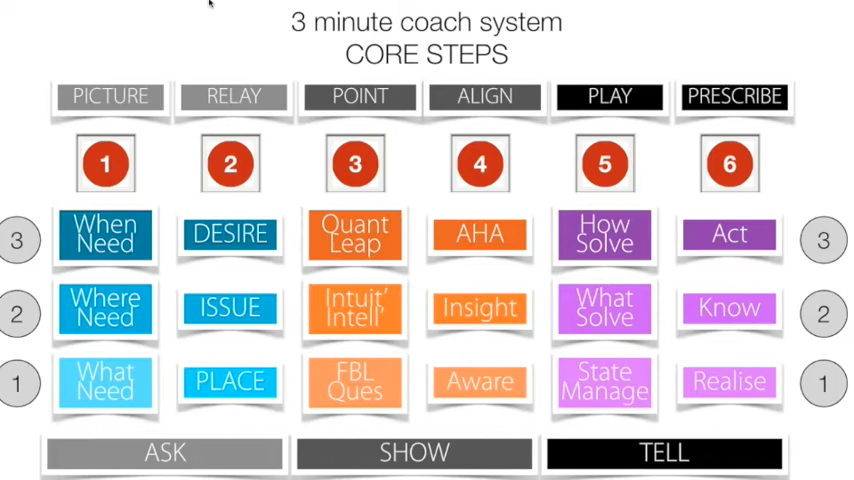 3 minute coach system
CORE STEPS
PICTURE RELAY POINT ALIGN PLAY PRESCRIBE
1 2 3 4 5 6
3 When Need DESIRE Quant Leap AHA How Solve Act 3
2 Where Need ISSUE Intuit' Intell' Insight What Solve Know 2
1 What Need PLACE FBL Ques Aware State Manage Realise 1
ASK SHOW TELL